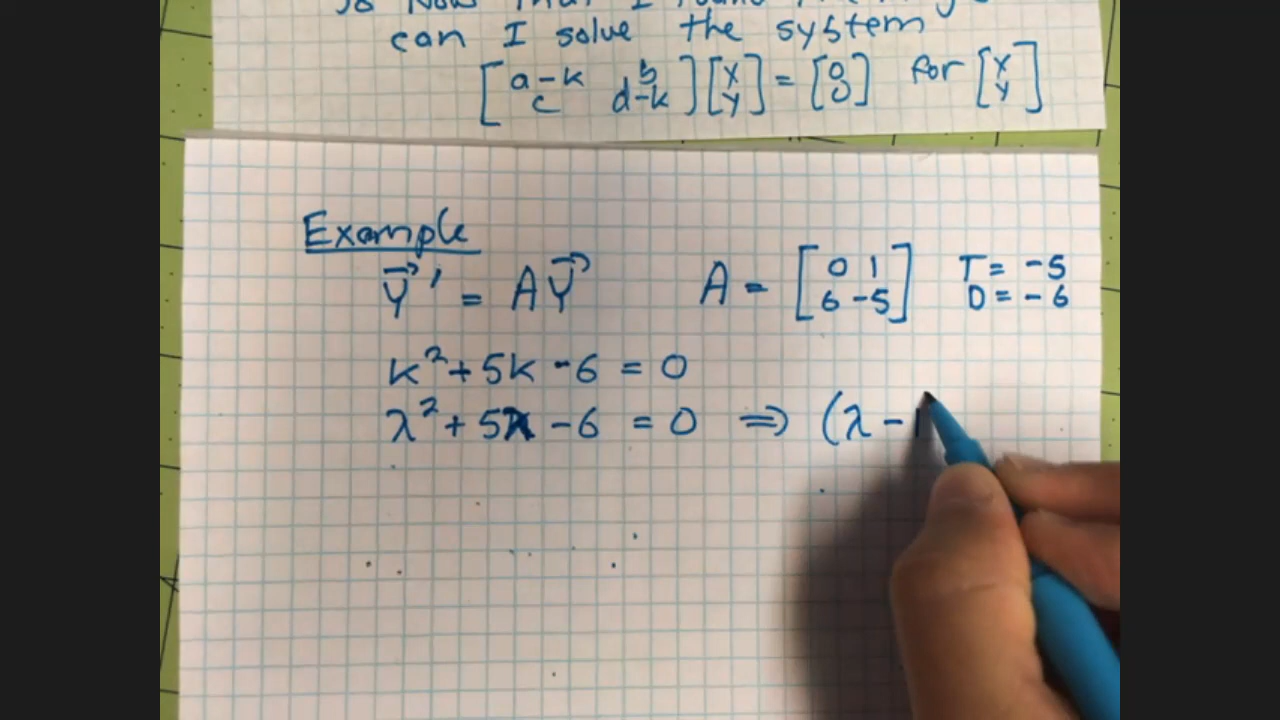 can I solve the system
[a-k b
c d-k] [x
y] = [0
0] for [x
y]
Example
Y⃗' = AY⃗ A = [0 1
6 -5] T = -5
D = -6
k² + 5k - 6 = 0
λ² + 5λ - 6 = 0 ⇒ (λ - 1